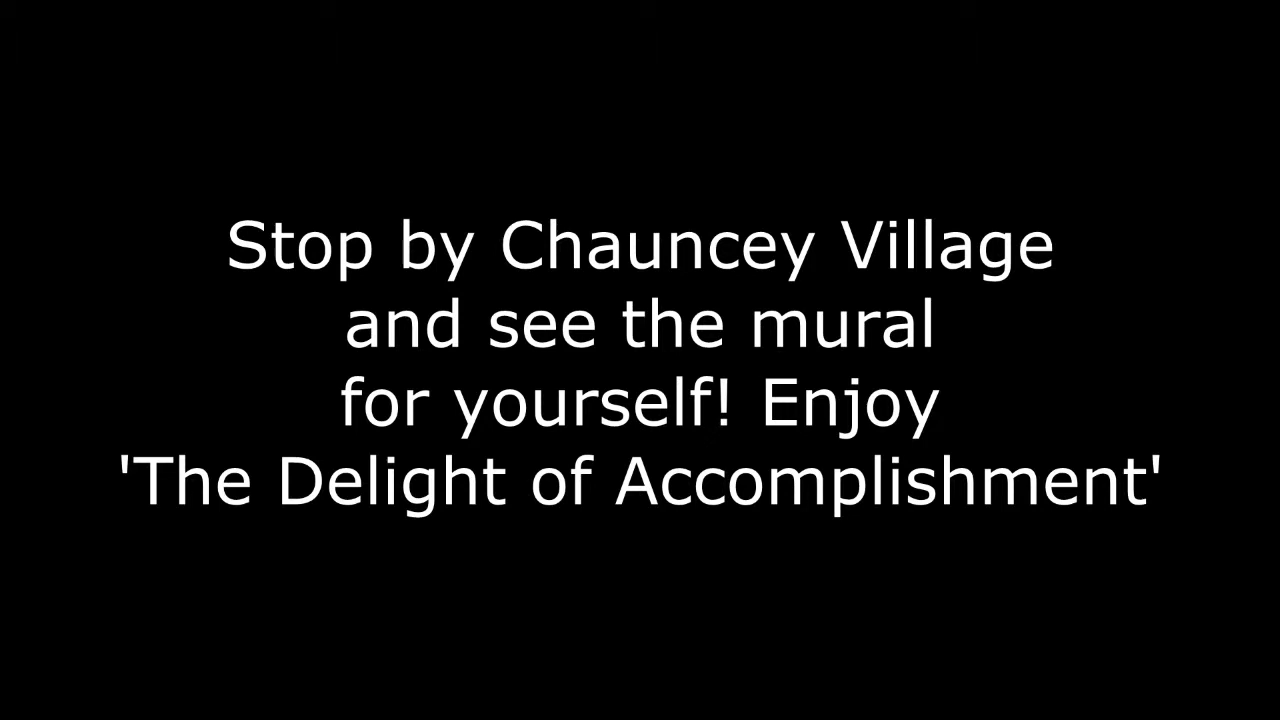 Stop by Chauncey Village
and see the mural
for yourself! Enjoy
'The Delight of Accomplishment'